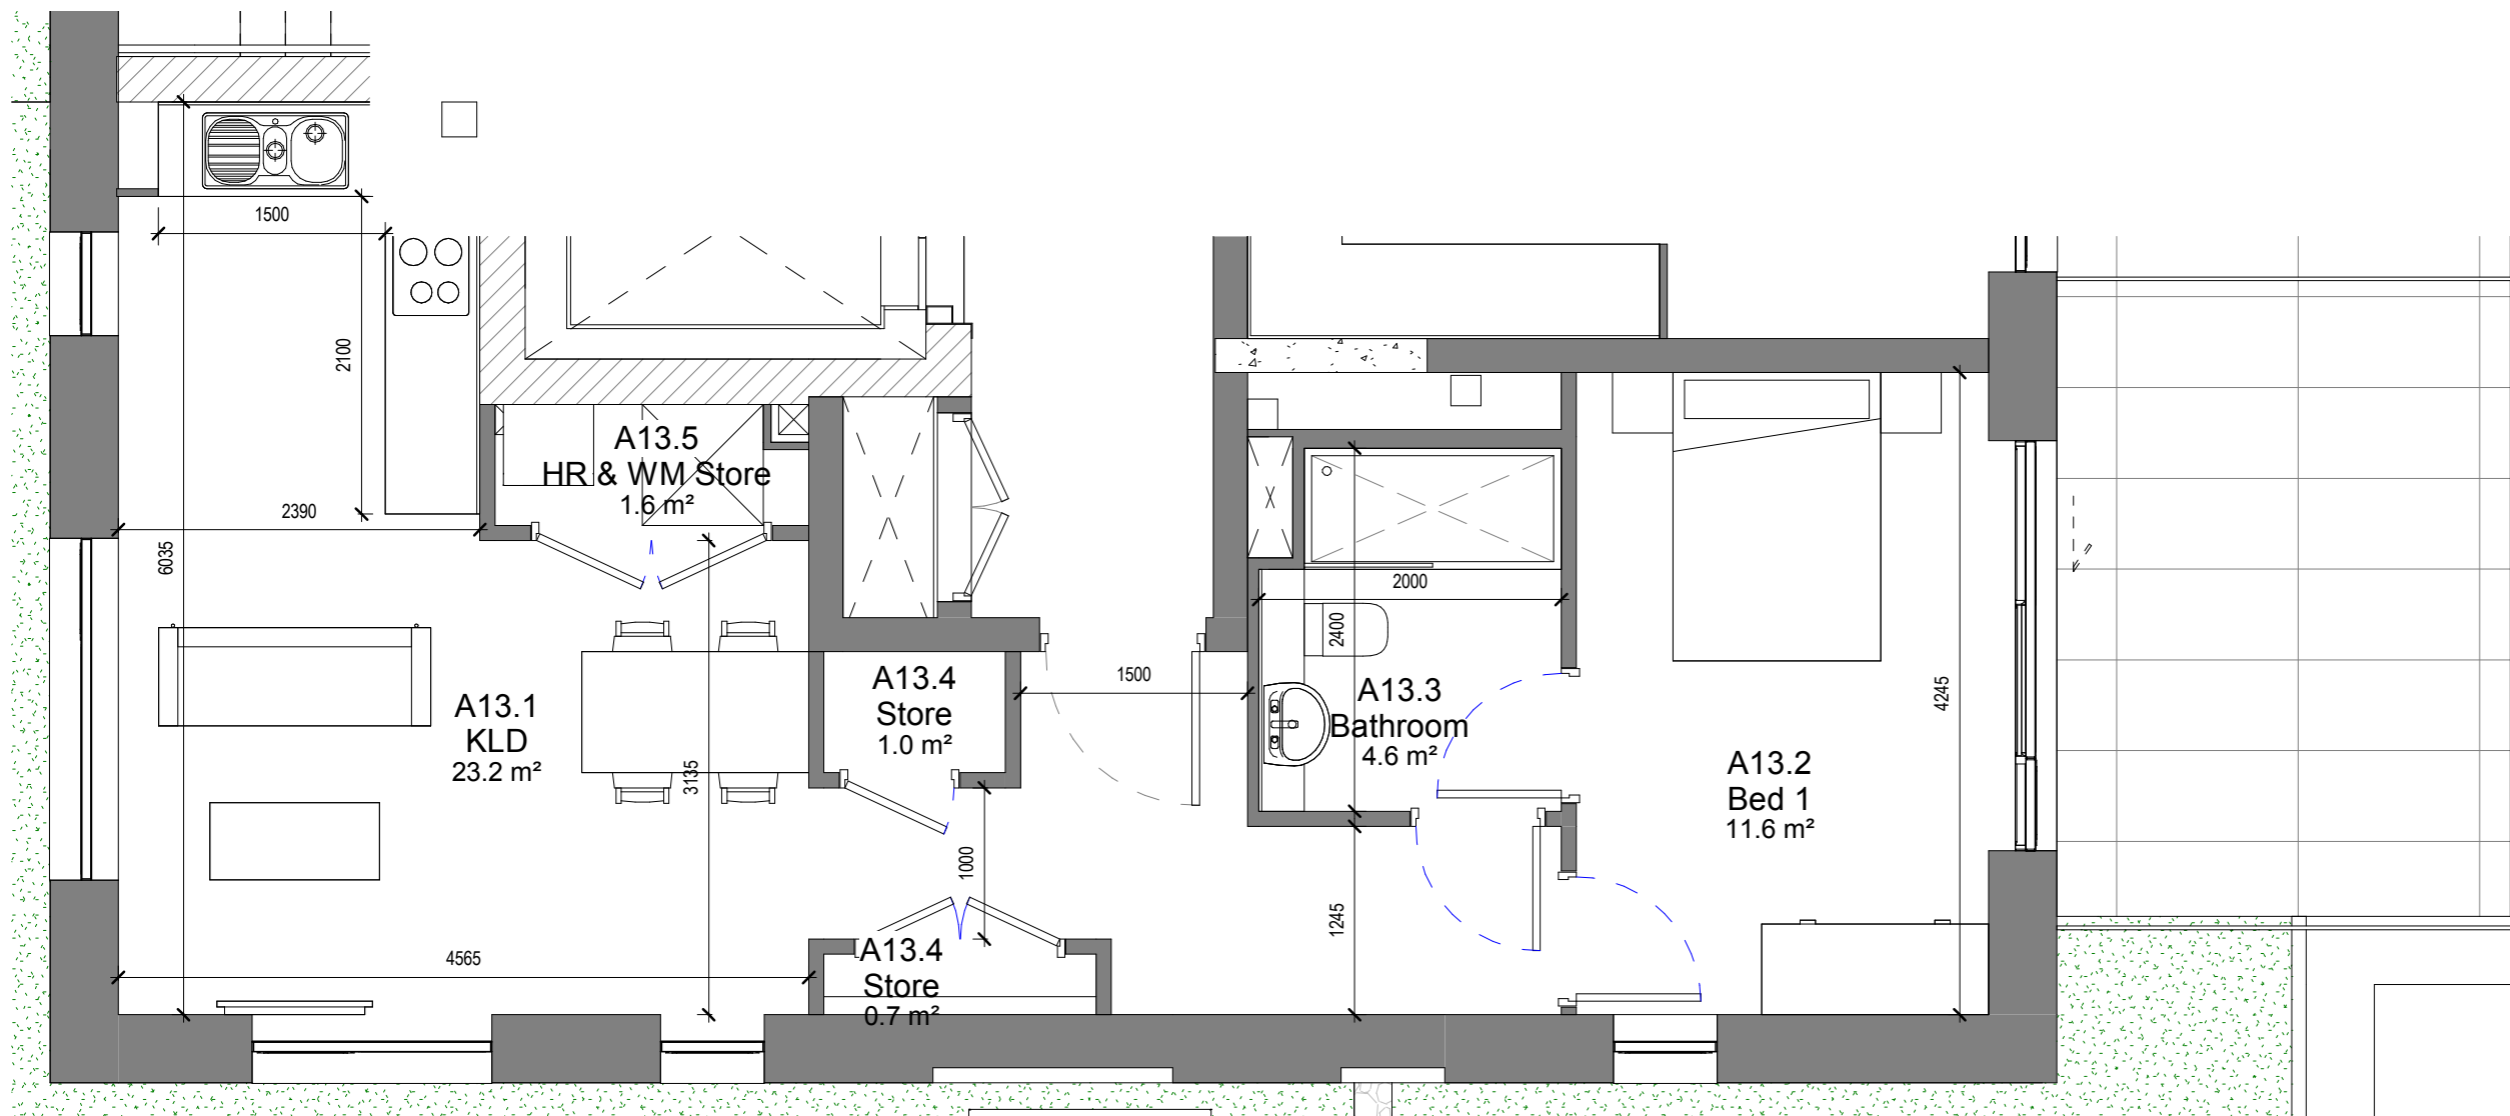 1500
2100
2390
6035
A13.5
HR & WM Store
1.6 m²
2000
2400
A13.4
Store
1.0 m²
1500
A13.3
Bathroom
4.6 m²
4245
A13.1
KLD
23.2 m²
3135
A13.2
Bed 1
11.6 m²
1000
1245
4565
A13.4
Store
0.7 m²